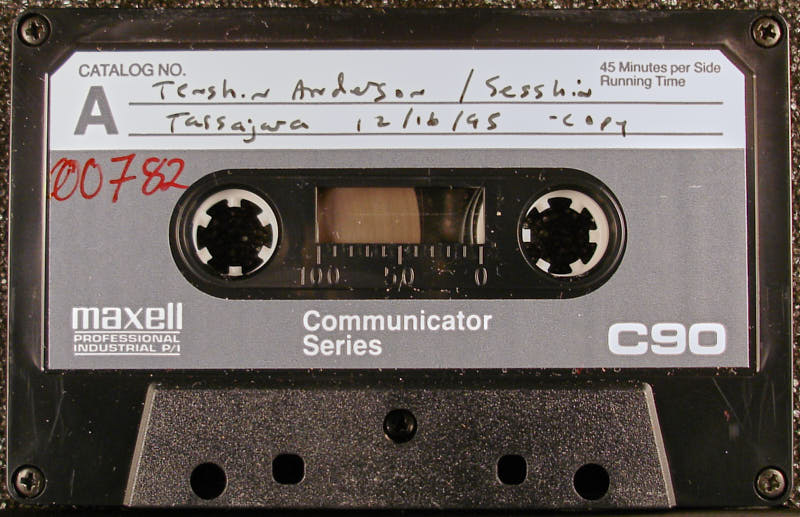 CATALOG NO.
45 Minutes per Side
Running Time
A
Tenshin Anderson / Sesshin
Tassajara 12/16/95 - copy
00782
100 50 0
maxell
PROFESSIONAL
INDUSTRIAL P/I
Communicator
Series
C90